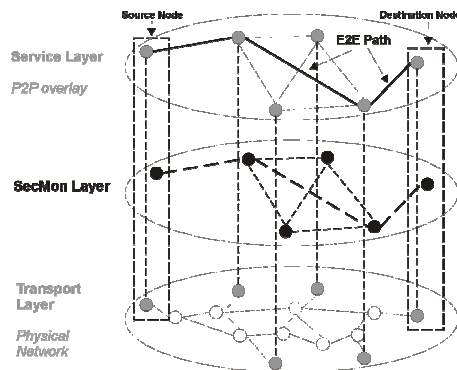 Source Node
Destination Node
Service Layer
E2E Path
P2P overlay
SecMon Layer
Transport
Layer
Physical
Network